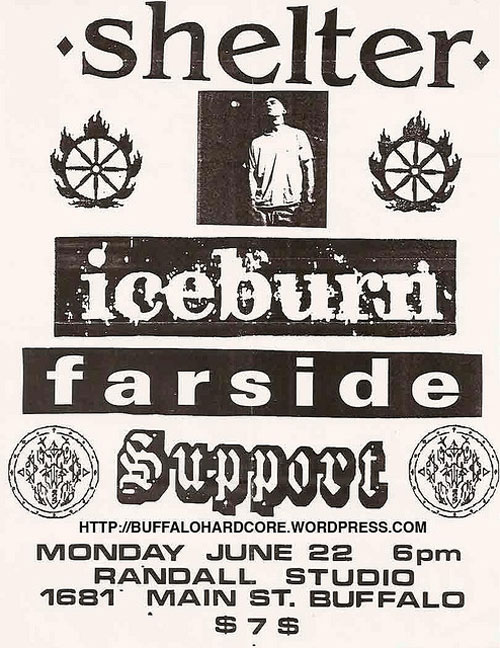 ·shelter·
iceburn
farside
Support
HTTP://BUFFALOHARDCORE.WORDPRESS.COM
MONDAY JUNE 22 6pm
RANDALL STUDIO
1681 MAIN ST. BUFFALO
$7$